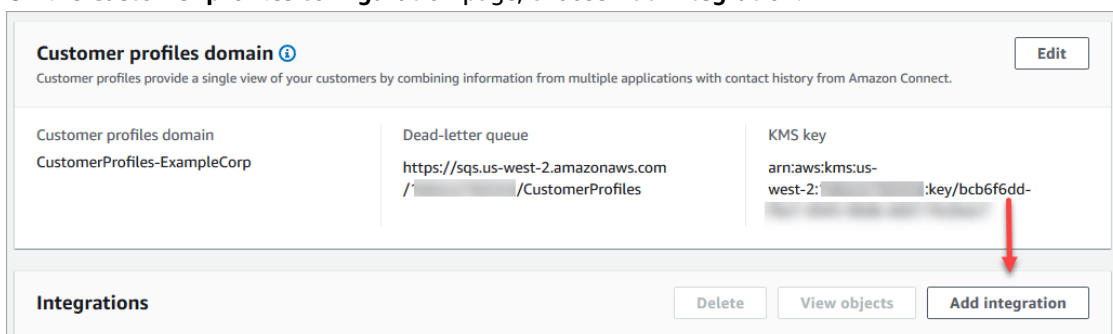 Customer profiles domain
Edit
Customer profiles provide a single view of your customers by combining information from multiple applications with contact history from Amazon Connect.
Customer profiles domain
CustomerProfiles-ExampleCorp
Dead-letter queue
https://sqs.us-west-2.amazonaws.com
/ /CustomerProfiles
KMS key
arn:aws:kms:us-
west-2: :key/bcb6f6dd-
Integrations
Delete
View objects
Add integration